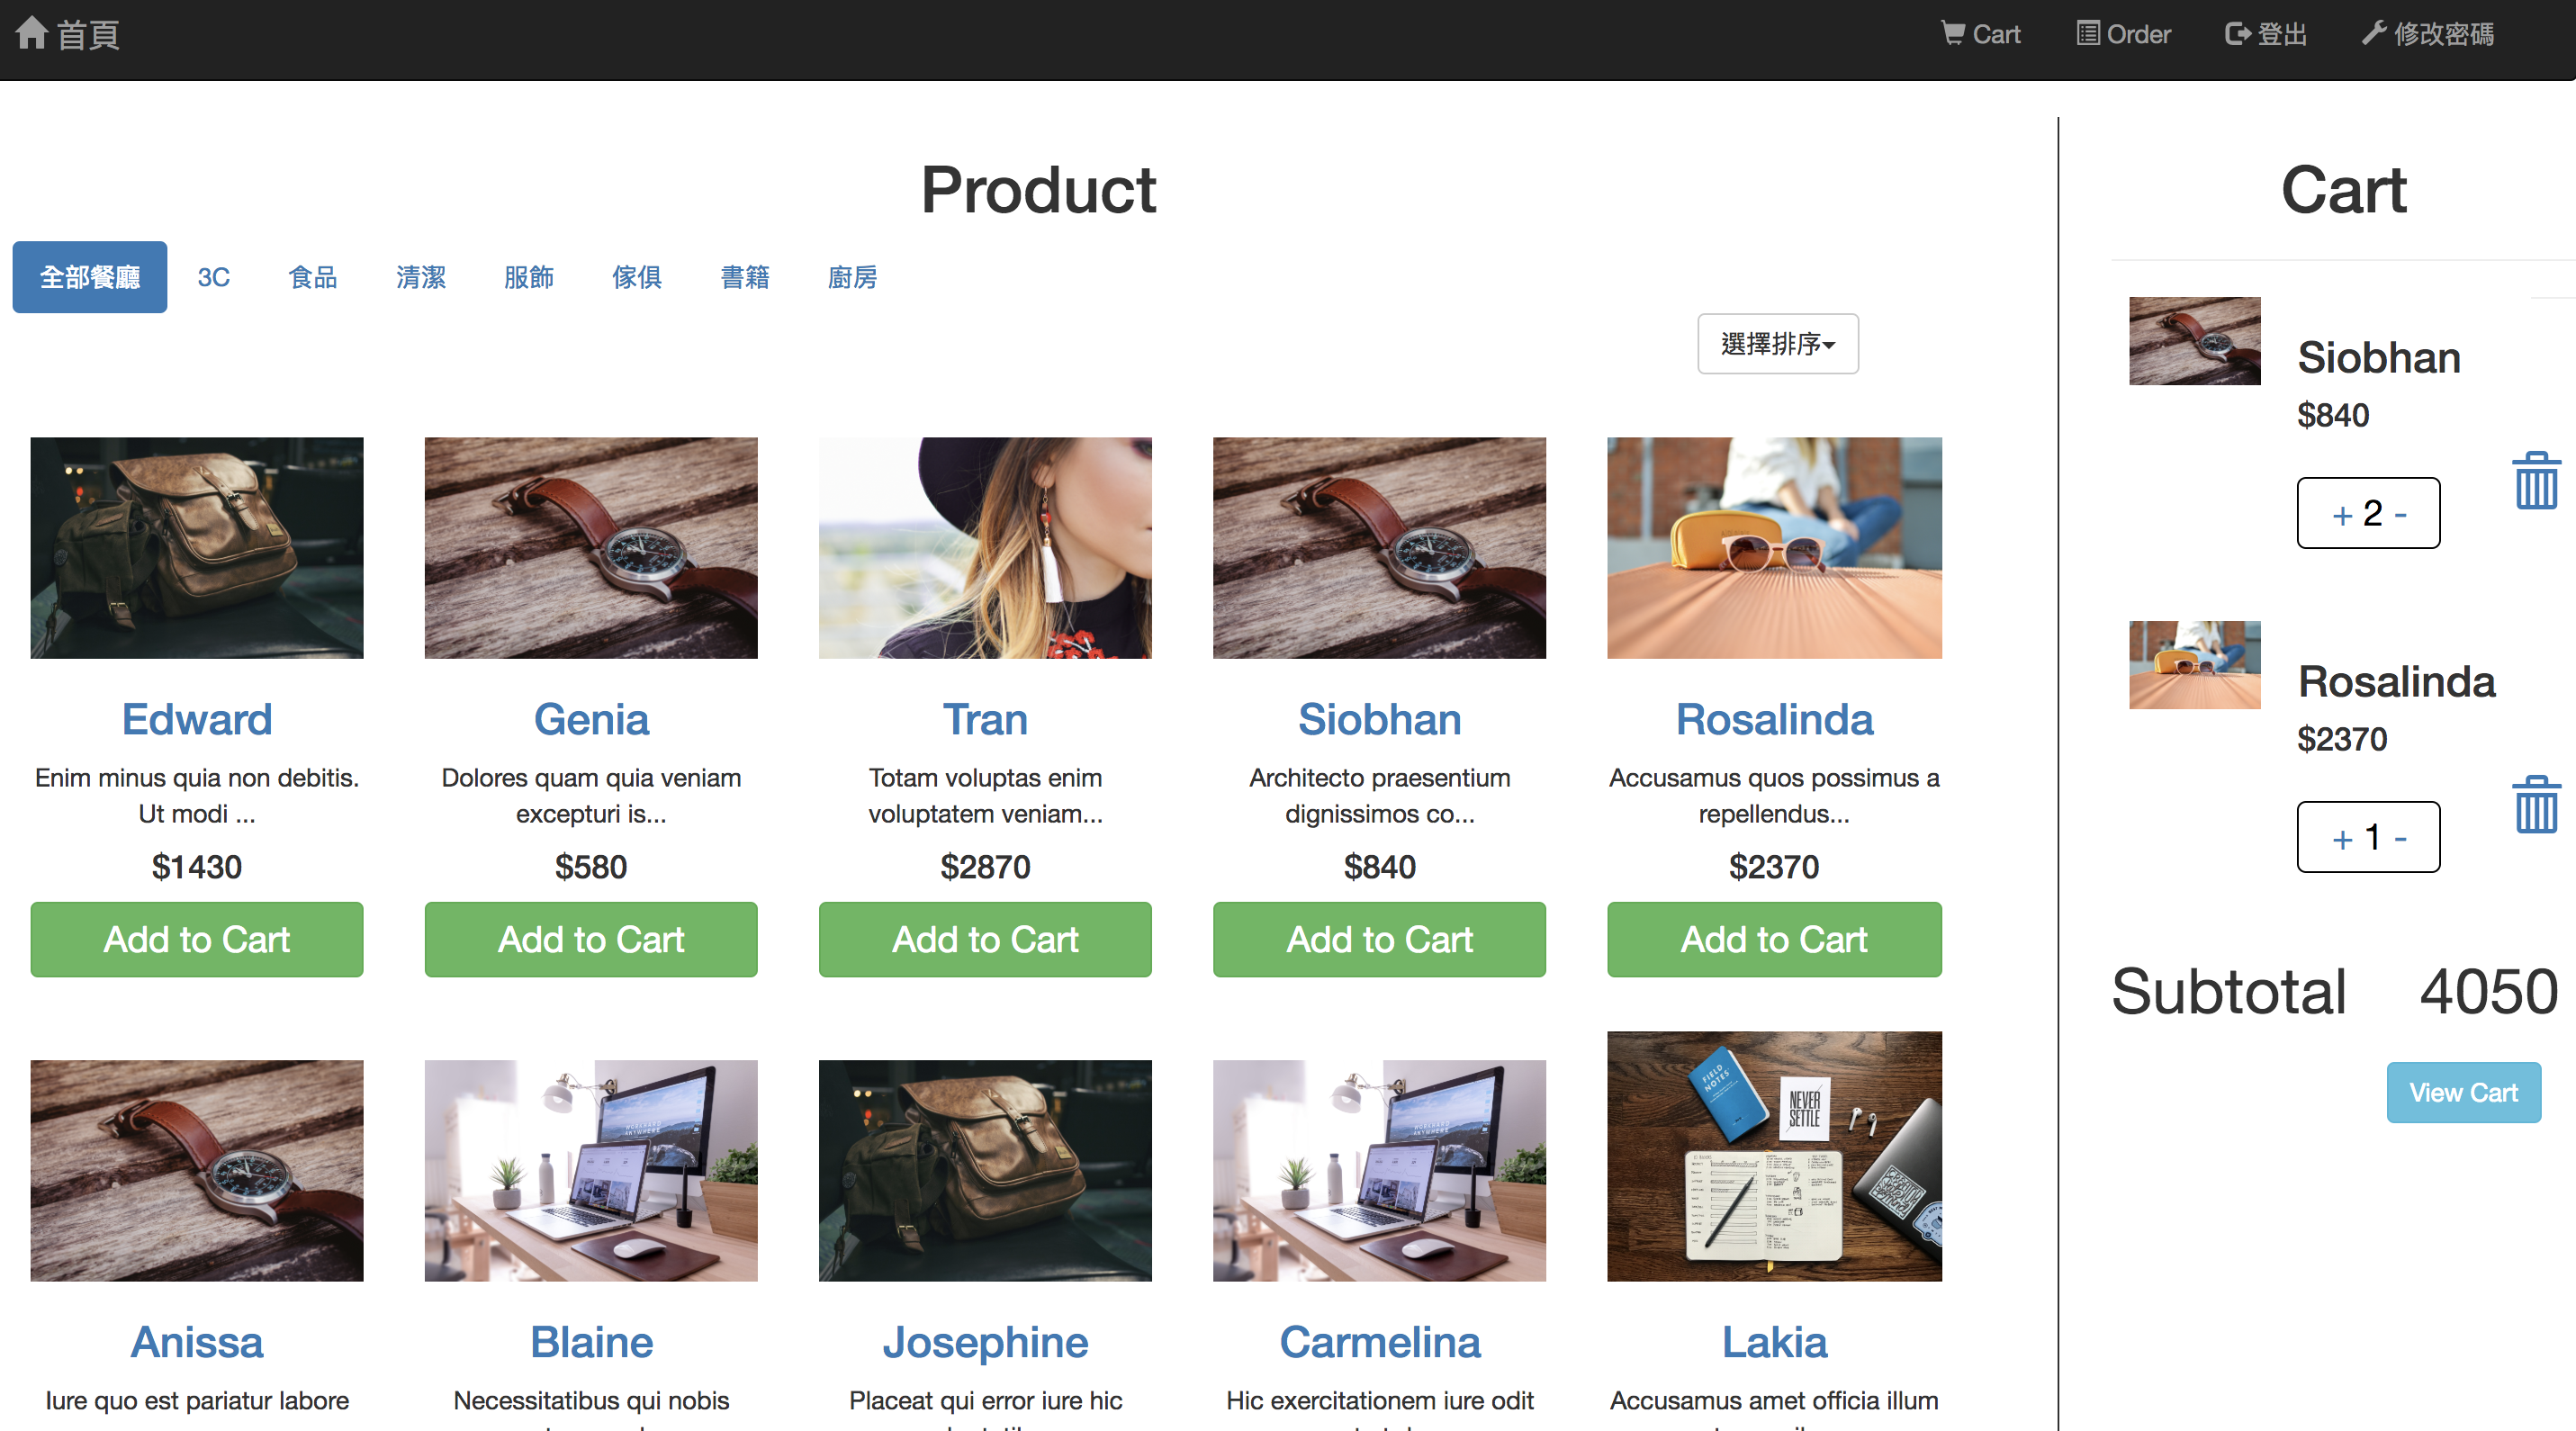 首頁
Cart
Order
登出
修改密碼
Product
全部餐廳
3C
食品
清潔
服飾
傢俱
書籍
廚房
選擇排序
Edward
Enim minus quia non debitis.
Ut modi ...
$1430
Add to Cart
Genia
Dolores quam quia veniam
excepturi is...
$580
Add to Cart
Tran
Totam voluptas enim
voluptatem veniam...
$2870
Add to Cart
Siobhan
Architecto praesentium
dignissimos co...
$840
Add to Cart
Rosalinda
Accusamus quos possimus a
repellendus...
$2370
Add to Cart
FIELD
NOTES
NEVER
SETTLE
Anissa
Iure quo est pariatur labore
Blaine
Necessitatibus qui nobis
Josephine
Placeat qui error iure hic
Carmelina
Hic exercitationem iure odit
Lakia
Accusamus amet officia illum
Cart
Siobhan
$840
+ 2 -
Rosalinda
$2370
+ 1 -
Subtotal 4050
View Cart